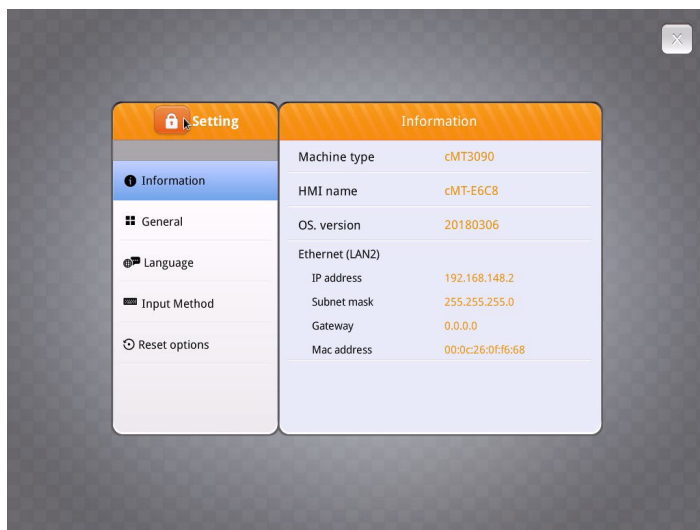 Setting
Information
Information
General
Language
Input Method
Reset options
Machine type cMT3090
HMI name cMT-E6C8
OS. version 20180306
Ethernet (LAN2)
IP address 192.168.148.2
Subnet mask 255.255.255.0
Gateway 0.0.0.0
Mac address 00:0c:26:0f:f6:68